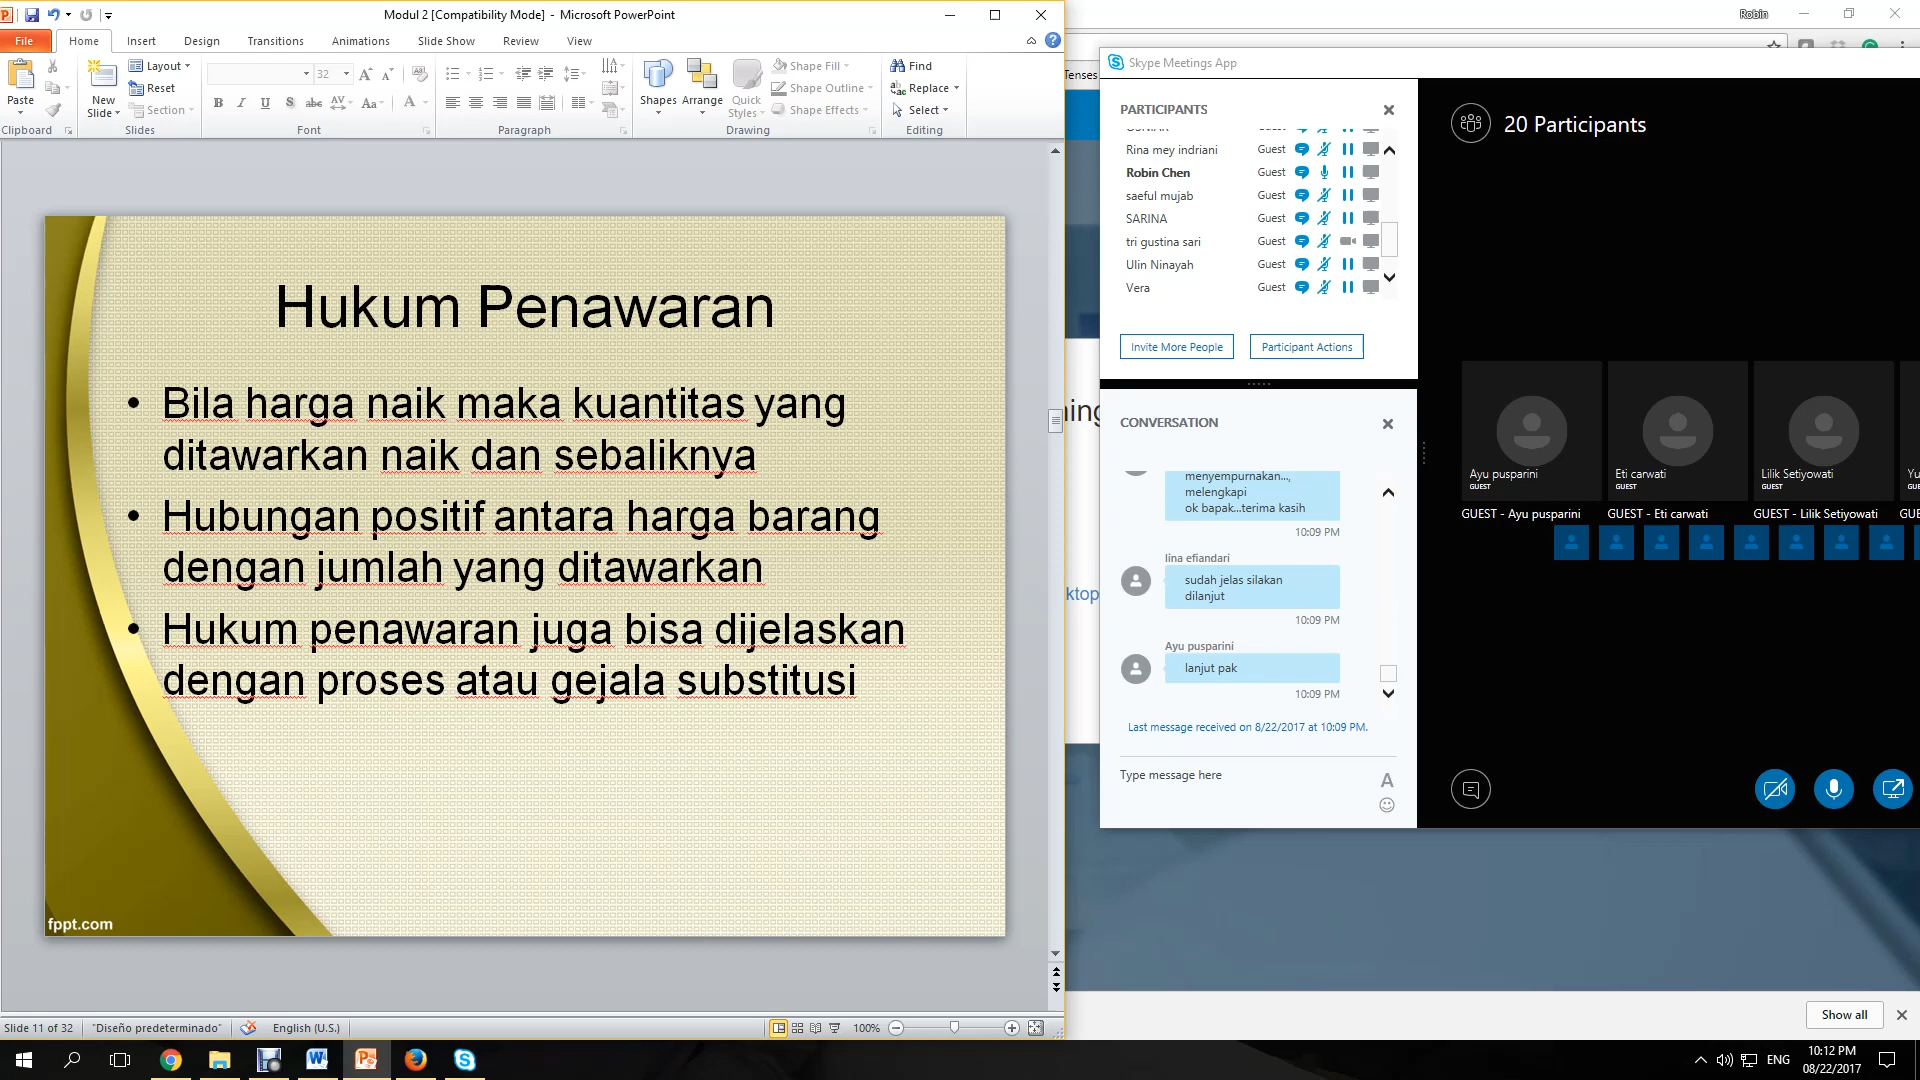 Modul 2 [Compatibility Mode] - Microsoft PowerPoint
File Home Insert Design Transitions Animations Slide Show Review View
Paste
Clipboard
New Slide
Layout
Reset
Section
Slides
32
B I U S abc AV Aa A
Font
Paragraph
Shapes
Arrange
Quick Styles
Shape Fill
Shape Outline
Shape Effects
Drawing
Find
Replace
Select
Editing
Hukum Penawaran
• Bila harga naik maka kuantitas yang
ditawarkan naik dan sebaliknya
• Hubungan positif antara harga barang
dengan jumlah yang ditawarkan
• Hukum penawaran juga bisa dijelaskan
dengan proses atau gejala substitusi
fppt.com
Slide 11 of 32
"Diseño predeterminado"
English (U.S.)
100%
Robin
Tenses
ktop
Skype Meetings App
PARTICIPANTS
Rina mey indriani Guest
Robin Chen Guest
saeful mujab Guest
SARINA Guest
tri gustina sari Guest
Ulin Ninayah Guest
Vera Guest
Invite More People
Participant Actions
CONVERSATION
menyempurnakan...,
melengkapi
ok bapak...terima kasih
10:09 PM
lina efiandari
sudah jelas silakan
dilanjut
10:09 PM
Ayu pusparini
lanjut pak
10:09 PM
Last message received on 8/22/2017 at 10:09 PM.
Type message here
A
20 Participants
Ayu pusparini
GUEST
Eti carwati
GUEST
Lilik Setiyowati
GUEST
GUEST - Ayu pusparini
GUEST - Eti carwati
GUEST - Lilik Setiyowati
Show all
ENG
10:12 PM
08/22/2017